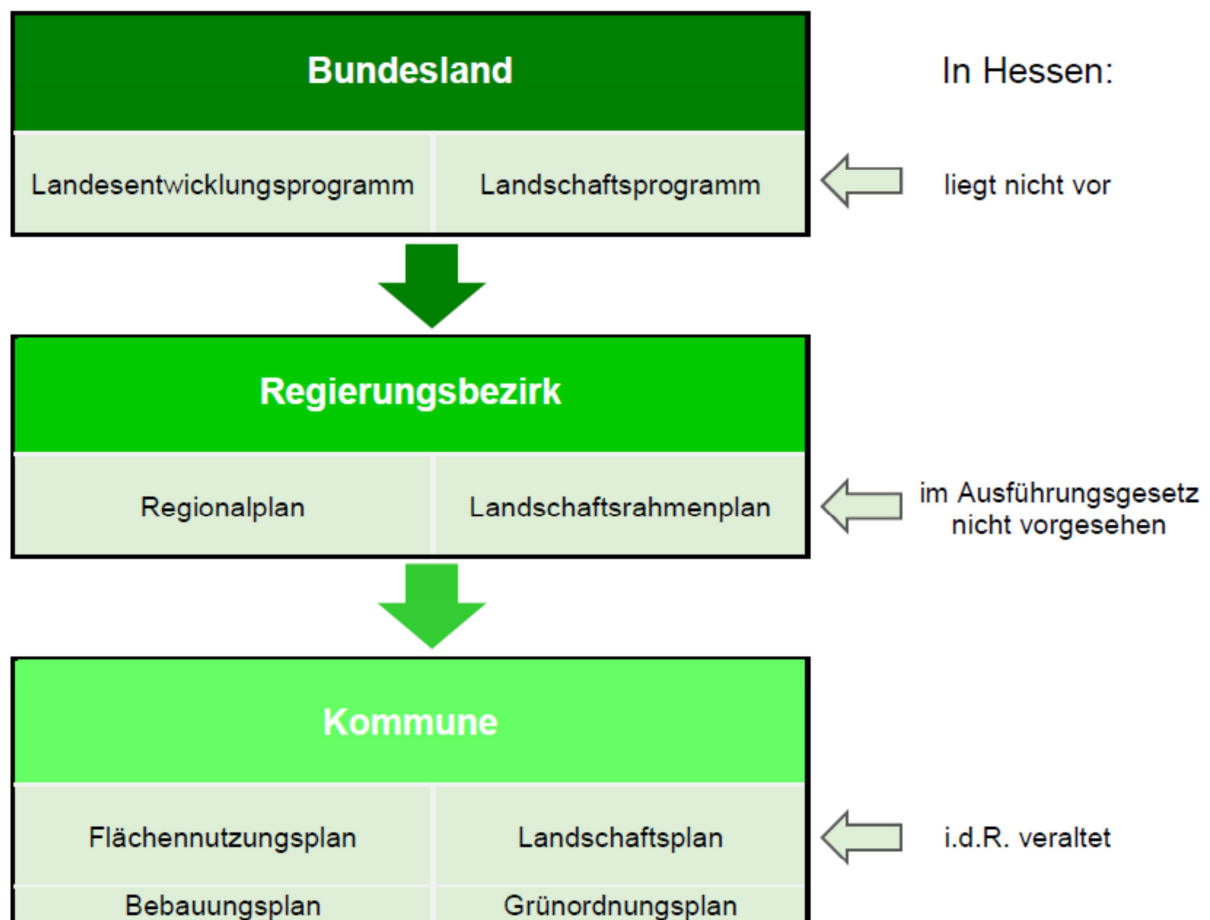 Bundesland
In Hessen:
Landesentwicklungsprogramm
Landschaftsprogramm
liegt nicht vor
Regierungsbezirk
Regionalplan
Landschaftsrahmenplan
im Ausführungsgesetz
nicht vorgesehen
Kommune
Flächennutzungsplan
Landschaftsplan
i.d.R. veraltet
Bebauungsplan
Grünordnungsplan